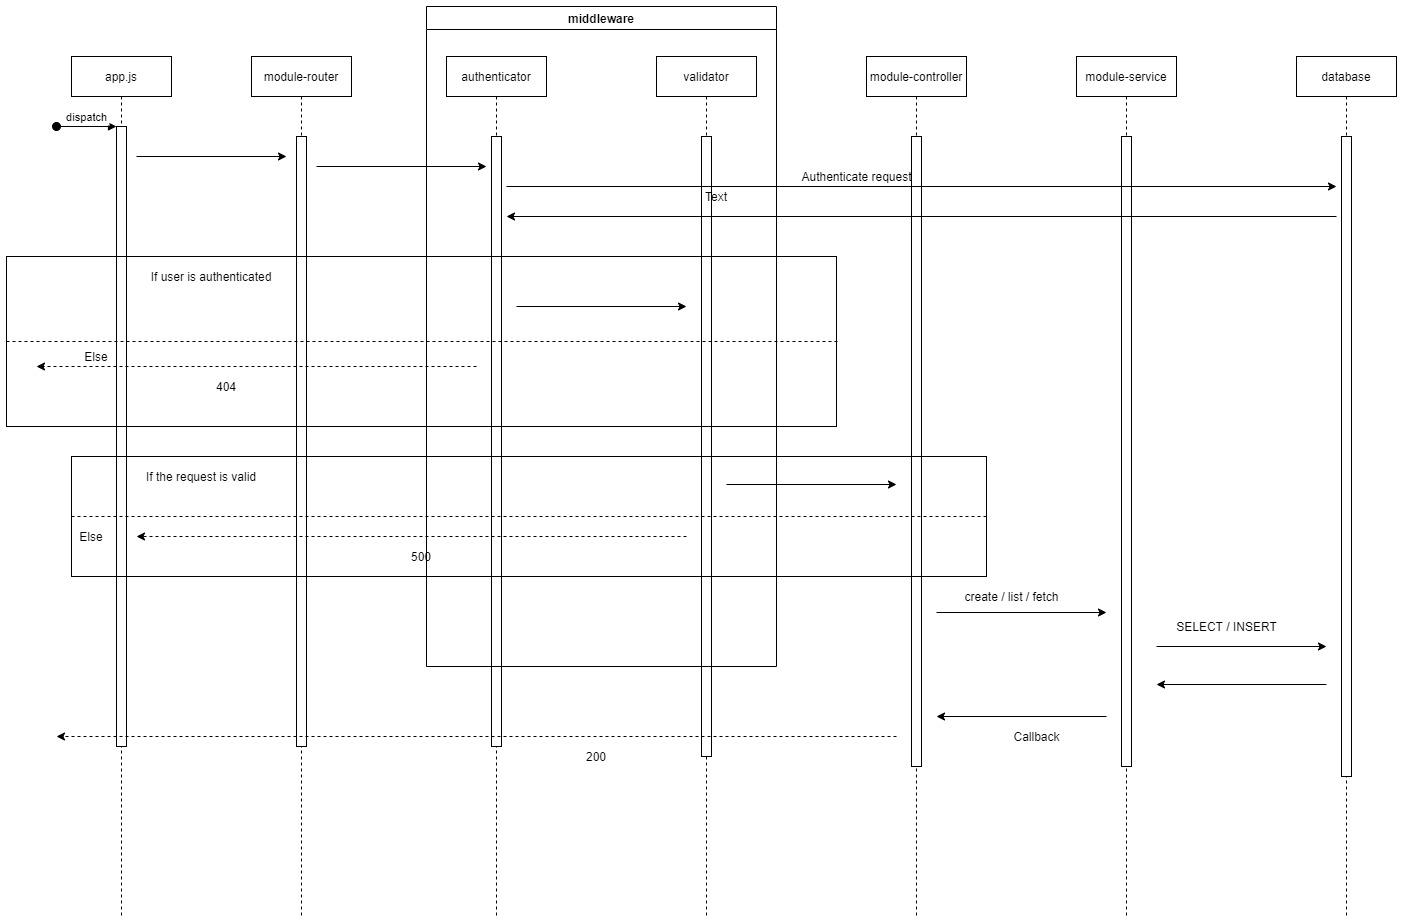 middleware
app.js
module-router
authenticator
validator
module-controller
module-service
database
dispatch
Authenticate request
Text
If user is authenticated
Else
404
If the request is valid
Else
500
create / list / fetch
SELECT / INSERT
Callback
200